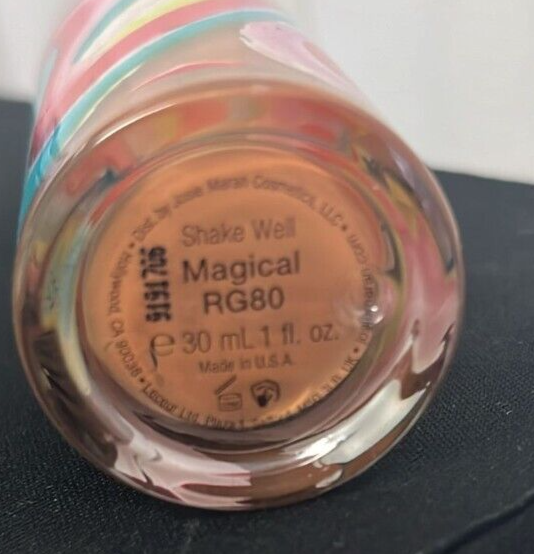 Dist. by Josie Maran Cosmetics, LLC •
Hollywood, CA 90038 •
Shake Well
Magical
RG80
e 30 mL 1 fl. oz.
Made in U.S.A.
9191706